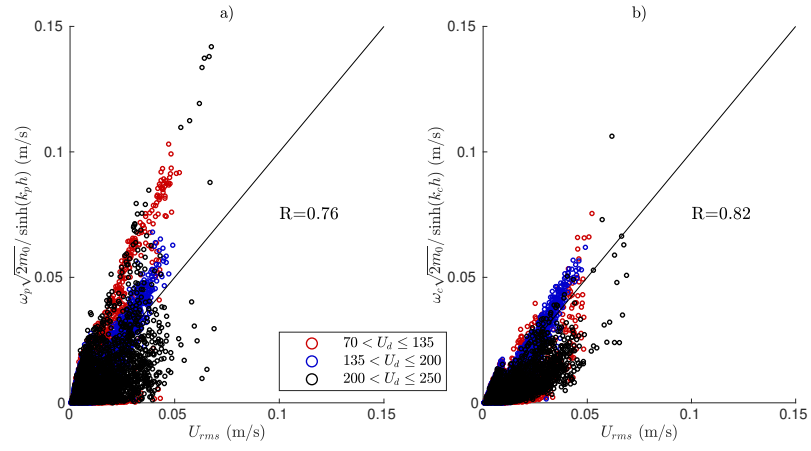 a)
0.15
0.1
0.05
0
0
0.05
0.1
0.15
ω_p√2m_0/ sinh(k_p h) (m/s)
U_rms (m/s)
R=0.76
70 < U_d ≤ 135
135 < U_d ≤ 200
200 < U_d ≤ 250
b)
0.15
0.1
0.05
0
0
0.05
0.1
0.15
ω_c√2m_0/ sinh(k_c h) (m/s)
U_rms (m/s)
R=0.82